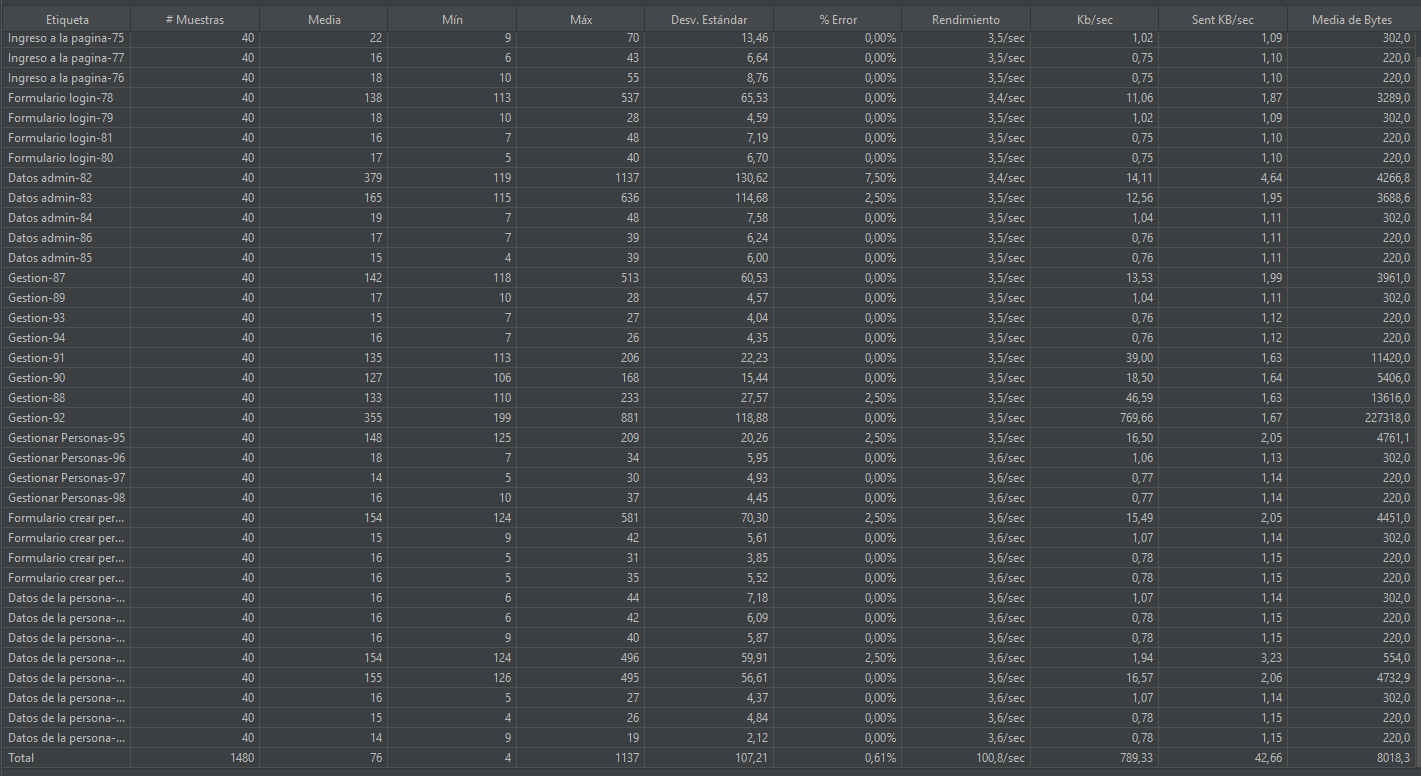 Etiqueta # Muestras Media Mín Máx Desv. Estándar % Error Rendimiento Kb/sec Sent KB/sec Media de Bytes
Ingreso a la pagina-75 40 22 9 70 13,46 0,00% 3,5/sec 1,02 1,09 302,0
Ingreso a la pagina-77 40 16 6 43 6,64 0,00% 3,5/sec 0,75 1,10 220,0
Ingreso a la pagina-76 40 18 10 55 8,76 0,00% 3,5/sec 0,75 1,10 220,0
Formulario login-78 40 138 113 537 65,53 0,00% 3,4/sec 11,06 1,87 3289,0
Formulario login-79 40 18 10 28 4,59 0,00% 3,5/sec 1,02 1,09 302,0
Formulario login-81 40 16 7 48 7,19 0,00% 3,5/sec 0,75 1,10 220,0
Formulario login-80 40 17 5 40 6,70 0,00% 3,5/sec 0,75 1,10 220,0
Datos admin-82 40 379 119 1137 130,62 7,50% 3,4/sec 14,11 4,64 4266,8
Datos admin-83 40 165 115 636 114,68 2,50% 3,5/sec 12,56 1,95 3688,6
Datos admin-84 40 19 7 48 7,58 0,00% 3,5/sec 1,04 1,11 302,0
Datos admin-86 40 17 7 39 6,24 0,00% 3,5/sec 0,76 1,11 220,0
Datos admin-85 40 15 4 39 6,00 0,00% 3,5/sec 0,76 1,11 220,0
Gestion-87 40 142 118 513 60,53 0,00% 3,5/sec 13,53 1,99 3961,0
Gestion-89 40 17 10 28 4,57 0,00% 3,5/sec 1,04 1,11 302,0
Gestion-93 40 15 7 27 4,04 0,00% 3,5/sec 0,76 1,12 220,0
Gestion-94 40 16 7 26 4,35 0,00% 3,5/sec 0,76 1,12 220,0
Gestion-91 40 135 113 206 22,23 0,00% 3,5/sec 39,00 1,63 11420,0
Gestion-90 40 127 106 168 15,44 0,00% 3,5/sec 18,50 1,64 5406,0
Gestion-88 40 133 110 233 27,57 2,50% 3,5/sec 46,59 1,63 13616,0
Gestion-92 40 355 199 881 118,88 0,00% 3,5/sec 769,66 1,67 227318,0
Gestionar Personas-95 40 148 125 209 20,26 2,50% 3,5/sec 16,50 2,05 4761,1
Gestionar Personas-96 40 18 7 34 5,95 0,00% 3,6/sec 1,06 1,13 302,0
Gestionar Personas-97 40 14 5 30 4,93 0,00% 3,6/sec 0,77 1,14 220,0
Gestionar Personas-98 40 16 10 37 4,45 0,00% 3,6/sec 0,77 1,14 220,0
Formulario crear per... 40 154 124 581 70,30 2,50% 3,6/sec 15,49 2,05 4451,0
Formulario crear per... 40 15 9 42 5,61 0,00% 3,6/sec 1,07 1,14 302,0
Formulario crear per... 40 16 5 31 3,85 0,00% 3,6/sec 0,78 1,15 220,0
Formulario crear per... 40 16 5 35 5,52 0,00% 3,6/sec 0,78 1,15 220,0
Datos de la persona-... 40 16 6 44 7,18 0,00% 3,6/sec 1,07 1,14 302,0
Datos de la persona-... 40 16 6 42 6,09 0,00% 3,6/sec 0,78 1,15 220,0
Datos de la persona-... 40 16 9 40 5,87 0,00% 3,6/sec 0,78 1,15 220,0
Datos de la persona-... 40 154 124 496 59,91 2,50% 3,6/sec 1,94 3,23 554,0
Datos de la persona-... 40 155 126 495 56,61 0,00% 3,6/sec 16,57 2,06 4732,9
Datos de la persona-... 40 16 5 27 4,37 0,00% 3,6/sec 1,07 1,14 302,0
Datos de la persona-... 40 15 4 26 4,84 0,00% 3,6/sec 0,78 1,15 220,0
Datos de la persona-... 40 14 9 19 2,12 0,00% 3,6/sec 0,78 1,15 220,0
Total 1480 76 4 1137 107,21 0,61% 100,8/sec 789,33 42,66 8018,3